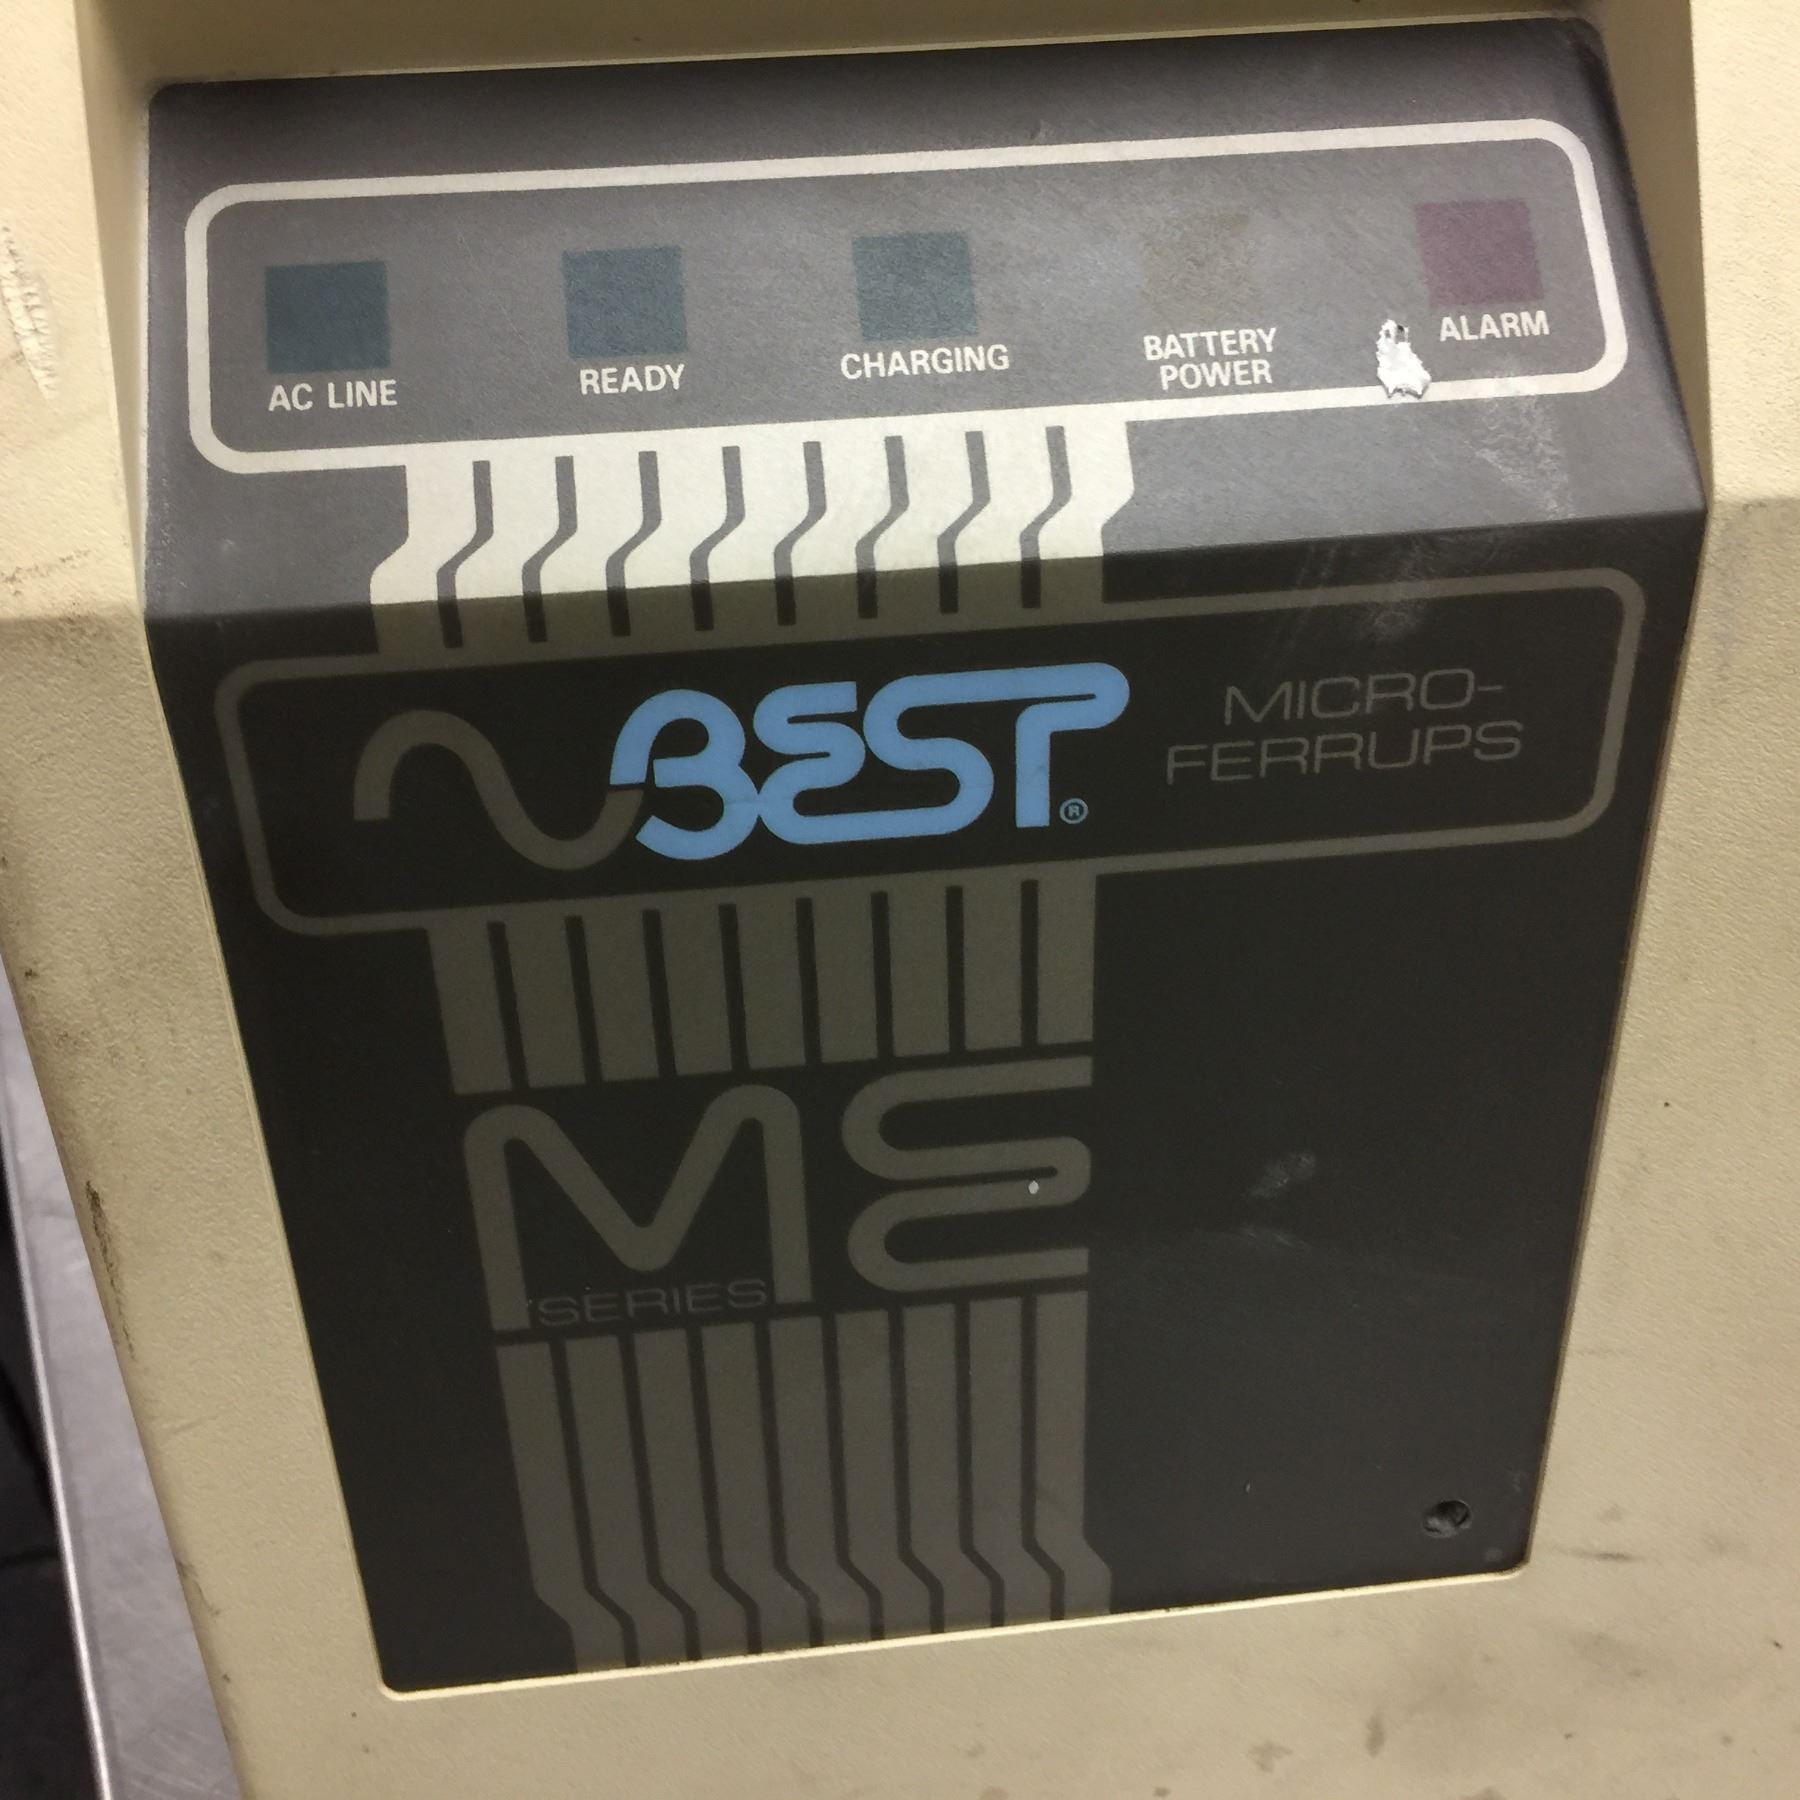 AC LINE
READY
CHARGING
BATTERY
POWER
ALARM
BEST®
MICRO-
FERRUPS
ME
SERIES